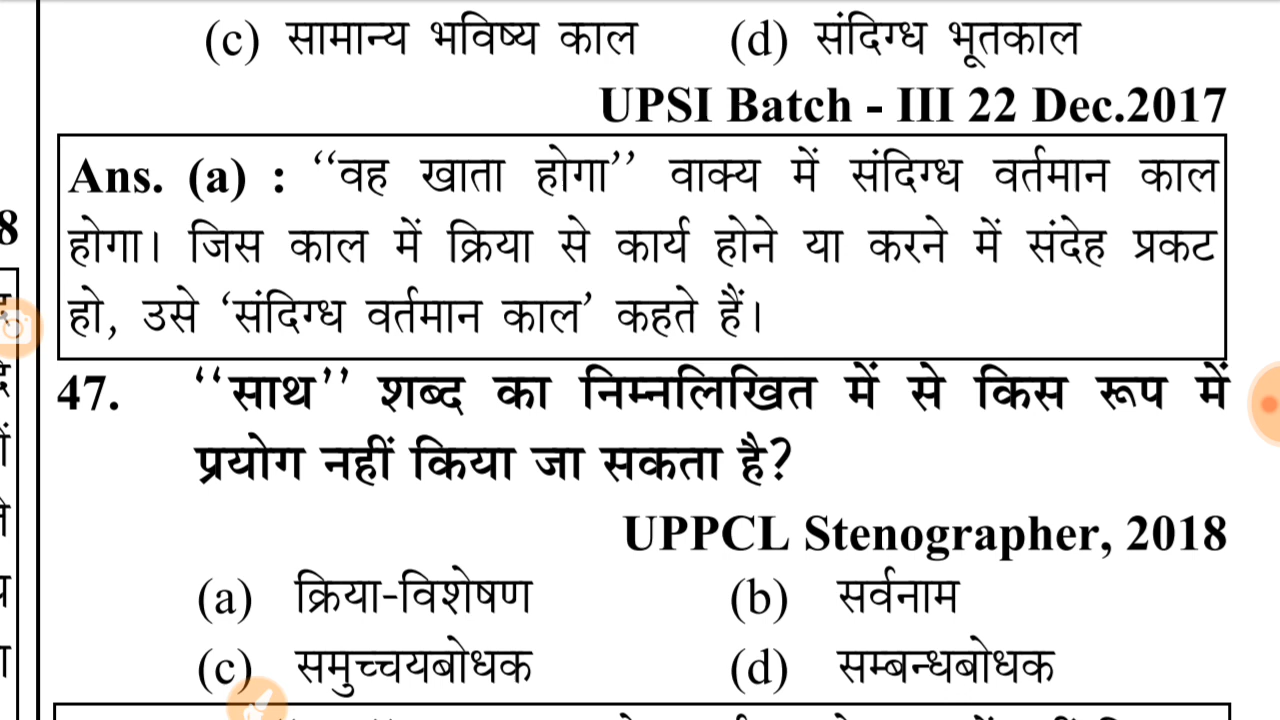 (c) सामान्य भविष्य काल (d) संदिग्ध भूतकाल
UPSI Batch - III 22 Dec.2017
Ans. (a) : ‘‘वह खाता होगा’’ वाक्य में संदिग्ध वर्तमान काल
8
होगा। जिस काल में क्रिया से कार्य होने या करने में संदेह प्रकट
हो, उसे ‘संदिग्ध वर्तमान काल’ कहते हैं।
47. ‘‘साथ’’ शब्द का निम्नलिखित में से किस रूप में
प्रयोग नहीं किया जा सकता है?
UPPCL Stenographer, 2018
(a) क्रिया-विशेषण (b) सर्वनाम
(c) समुच्चयबोधक (d) सम्बन्धबोधक